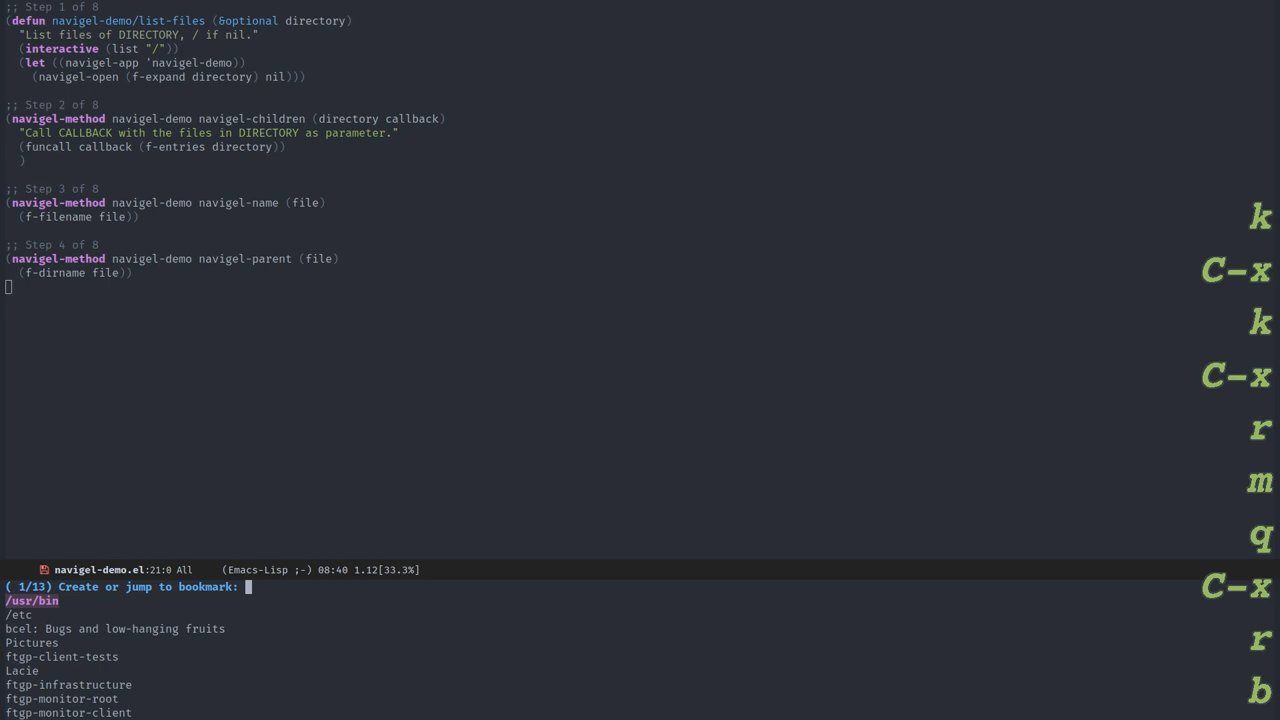 ;; Step 1 of 8
(defun navigel-demo/list-files (&optional directory)
  "List files of DIRECTORY, / if nil."
  (interactive (list "/"))
  (let ((navigel-app 'navigel-demo))
    (navigel-open (f-expand directory) nil)))

;; Step 2 of 8
(navigel-method navigel-demo navigel-children (directory callback)
  "Call CALLBACK with the files in DIRECTORY as parameter."
  (funcall callback (f-entries directory))
  )

;; Step 3 of 8
(navigel-method navigel-demo navigel-name (file)
  (f-filename file))

;; Step 4 of 8
(navigel-method navigel-demo navigel-parent (file)
  (f-dirname file))
k
C-x
k
C-x
r
m
q
C-x
r
b
navigel-demo.el:21:0 All (Emacs-Lisp ;-) 08:40 1.12[33.3%]
( 1/13) Create or jump to bookmark:
/usr/bin
/etc
bcel: Bugs and low-hanging fruits
Pictures
ftgp-client-tests
Lacie
ftgp-infrastructure
ftgp-monitor-root
ftgp-monitor-client